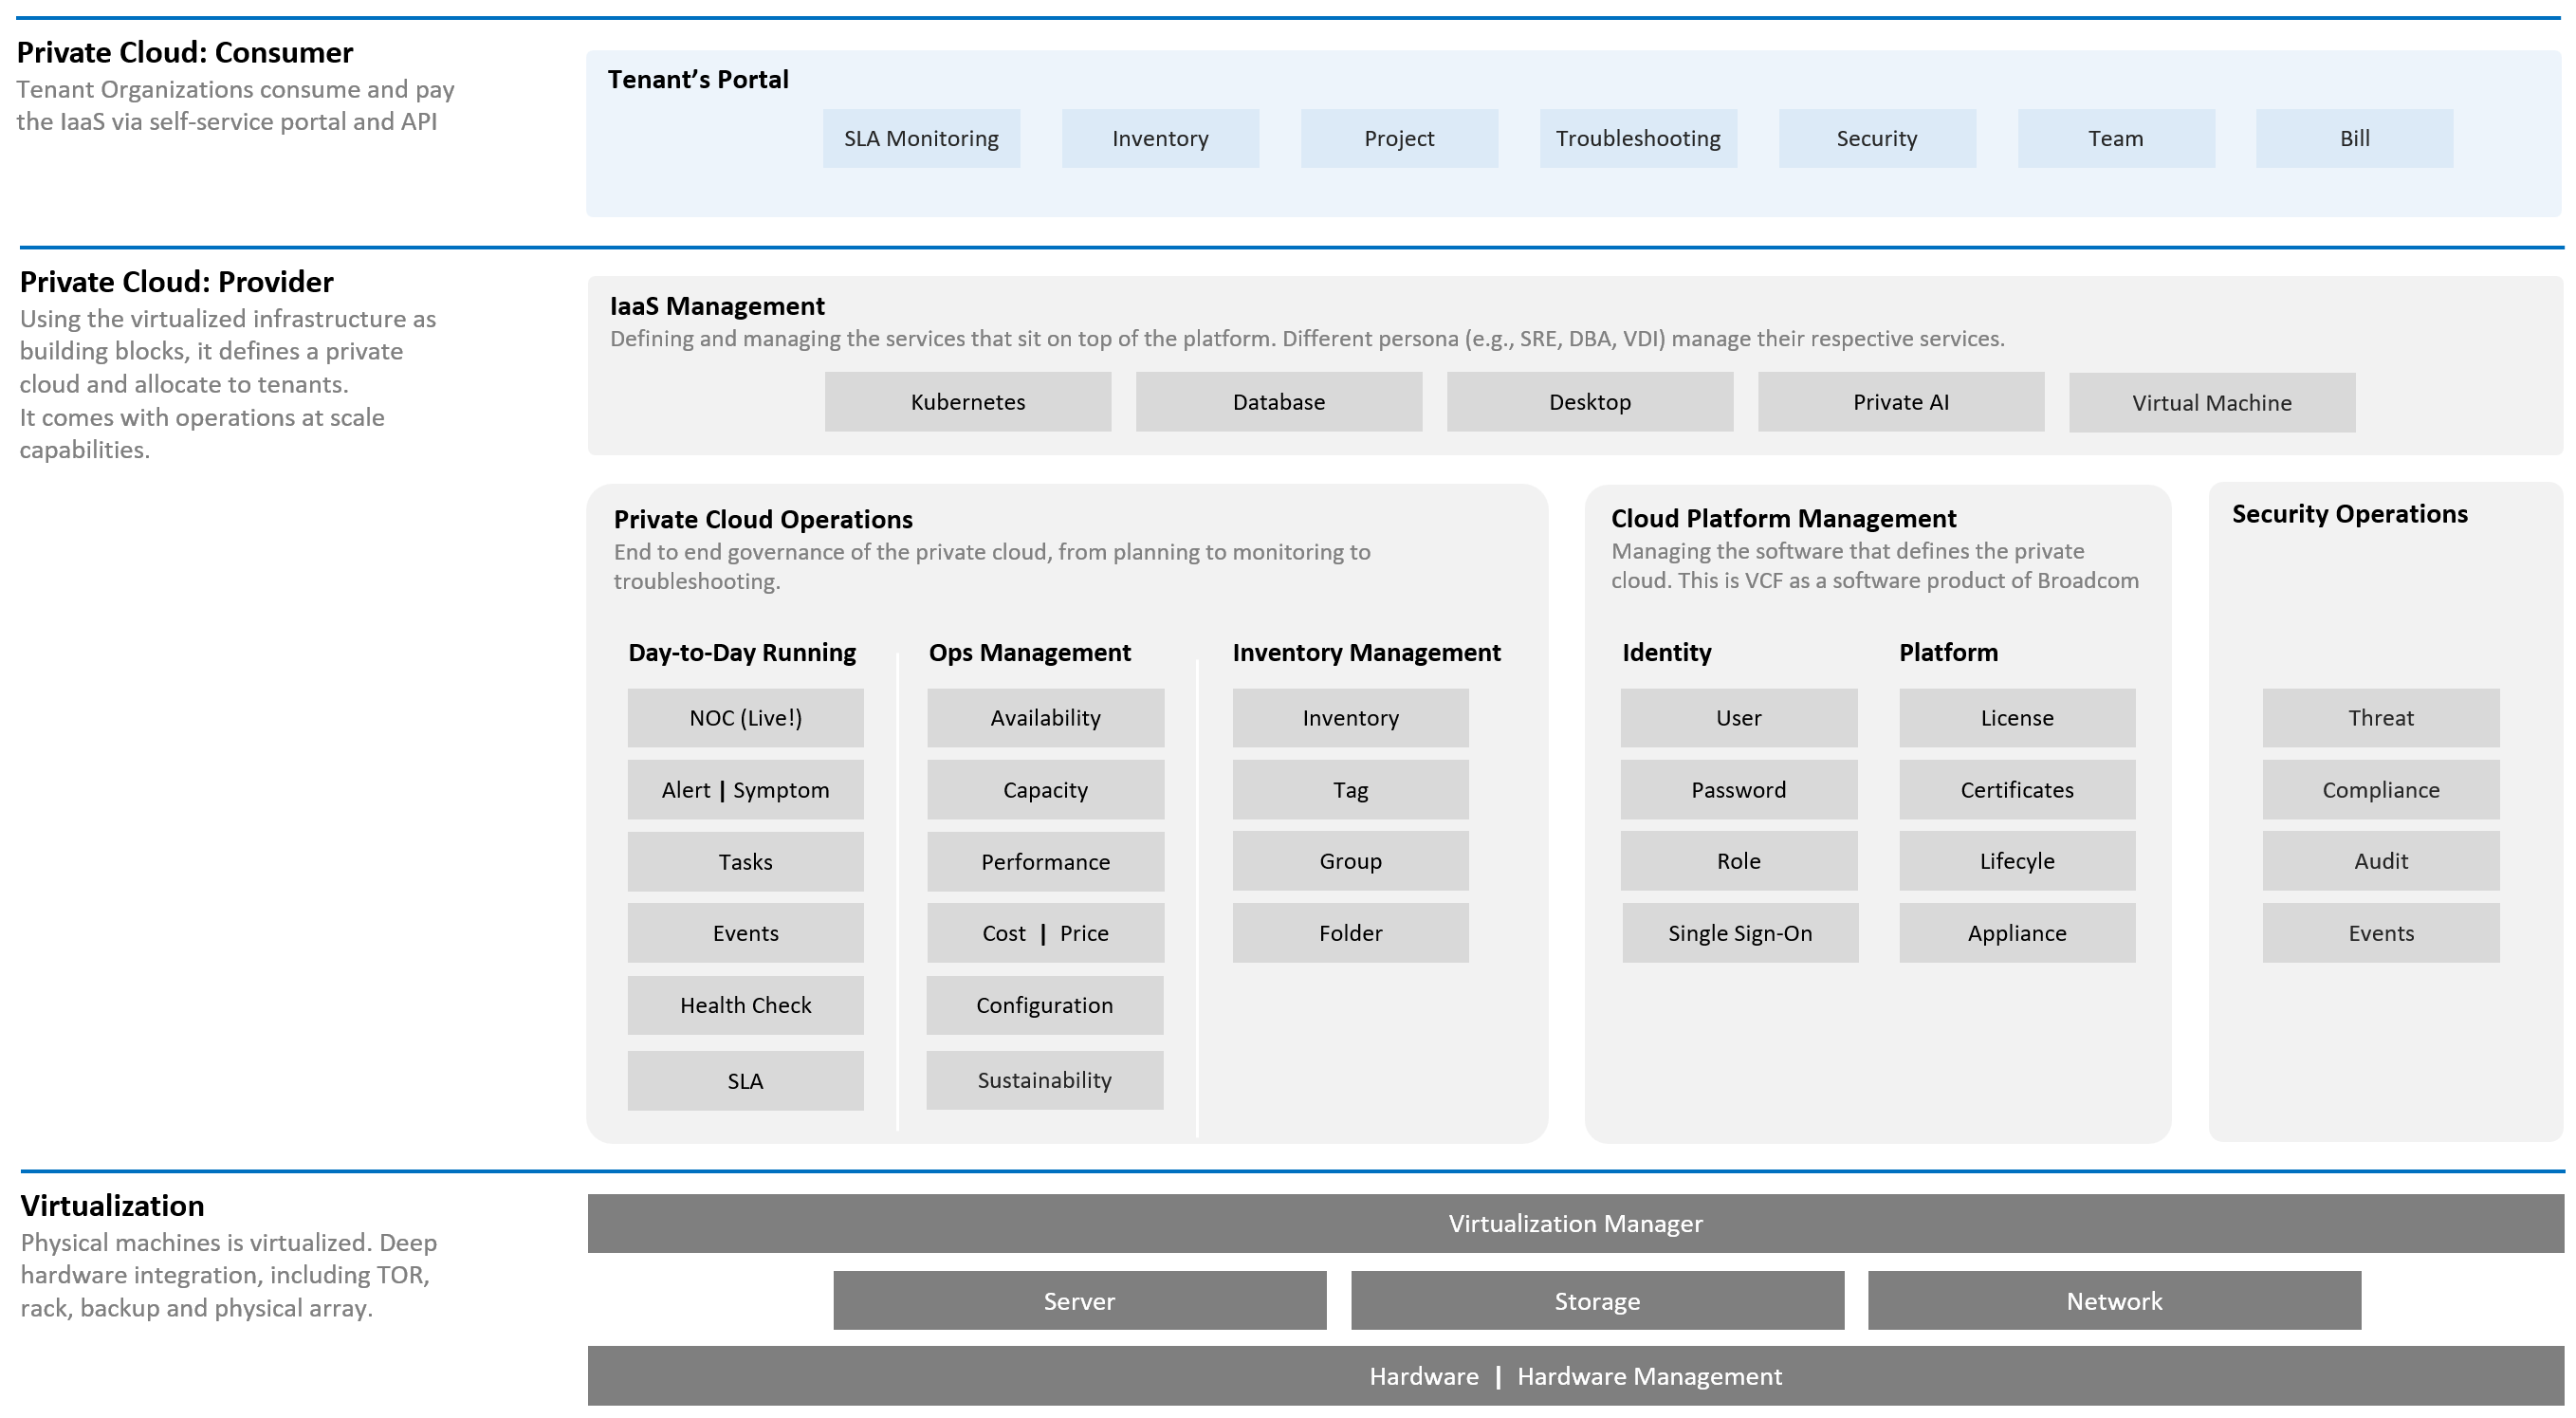 Private Cloud: Consumer
Tenant Organizations consume and pay
the IaaS via self-service portal and API
Tenant’s Portal
SLA Monitoring
Inventory
Project
Troubleshooting
Security
Team
Bill
Private Cloud: Provider
Using the virtualized infrastructure as
building blocks, it defines a private
cloud and allocate to tenants.
It comes with operations at scale
capabilities.
IaaS Management
Defining and managing the services that sit on top of the platform. Different persona (e.g., SRE, DBA, VDI) manage their respective services.
Kubernetes
Database
Desktop
Private AI
Virtual Machine
Private Cloud Operations
End to end governance of the private cloud, from planning to monitoring to
troubleshooting.
Day-to-Day Running
NOC (Live!)
Alert | Symptom
Tasks
Events
Health Check
SLA
Ops Management
Availability
Capacity
Performance
Cost | Price
Configuration
Sustainability
Inventory Management
Inventory
Tag
Group
Folder
Cloud Platform Management
Managing the software that defines the private
cloud. This is VCF as a software product of Broadcom
Identity
User
Password
Role
Single Sign-On
Platform
License
Certificates
Lifecyle
Appliance
Security Operations
Threat
Compliance
Audit
Events
Virtualization
Physical machines is virtualized. Deep
hardware integration, including TOR,
rack, backup and physical array.
Virtualization Manager
Server
Storage
Network
Hardware | Hardware Management